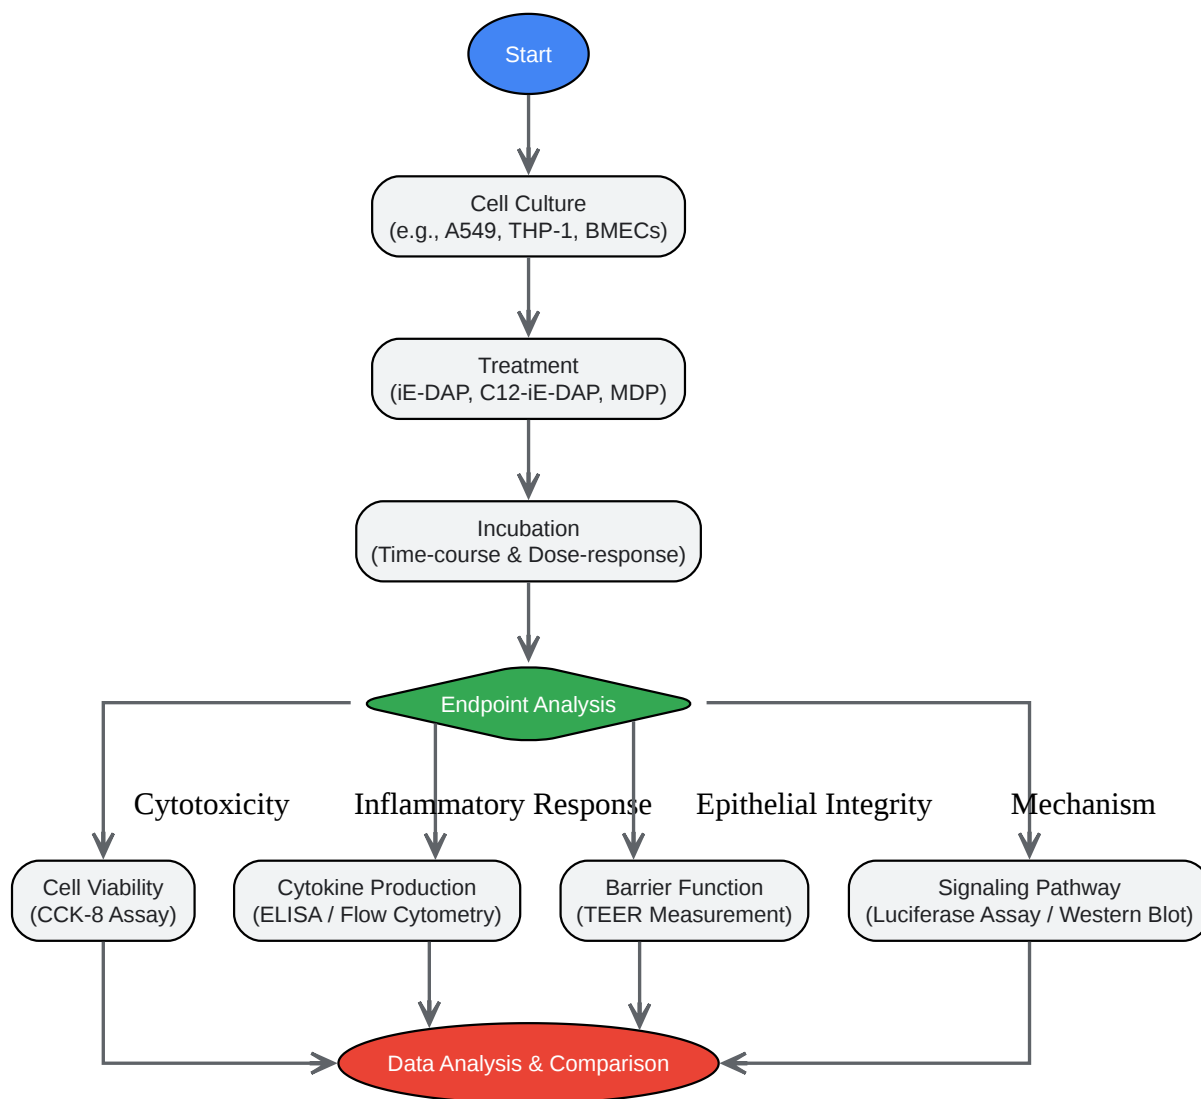 Start
Cell Culture
(e.g., A549, THP-1, BMECs)
Treatment
(iE-DAP, C12-iE-DAP, MDP)
Incubation
(Time-course & Dose-response)
Endpoint Analysis
Cytotoxicity
Inflammatory Response
Epithelial Integrity
Mechanism
Cell Viability
(CCK-8 Assay)
Cytokine Production
(ELISA / Flow Cytometry)
Barrier Function
(TEER Measurement)
Signaling Pathway
(Luciferase Assay / Western Blot)
Data Analysis & Comparison